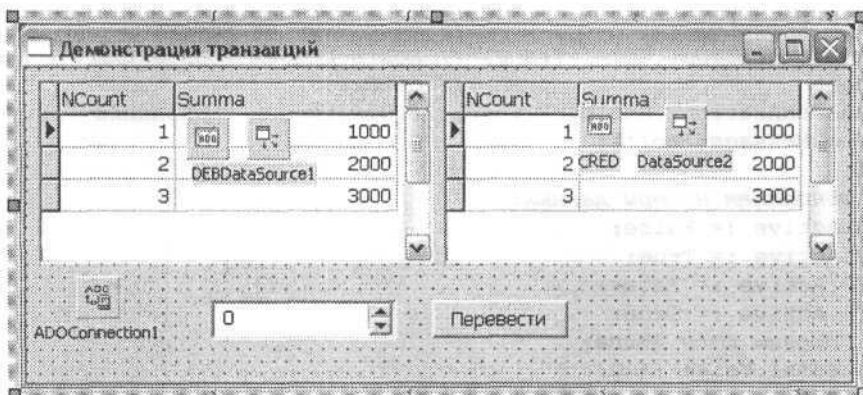 Демонстрация транзакций
NCount Summa
1 1000
2 2000
3 3000
DEBDataSource1
NCount Summa
1 1000
2 CRED DataSource2 2000
3 3000
ADOConnection1
0
Перевести